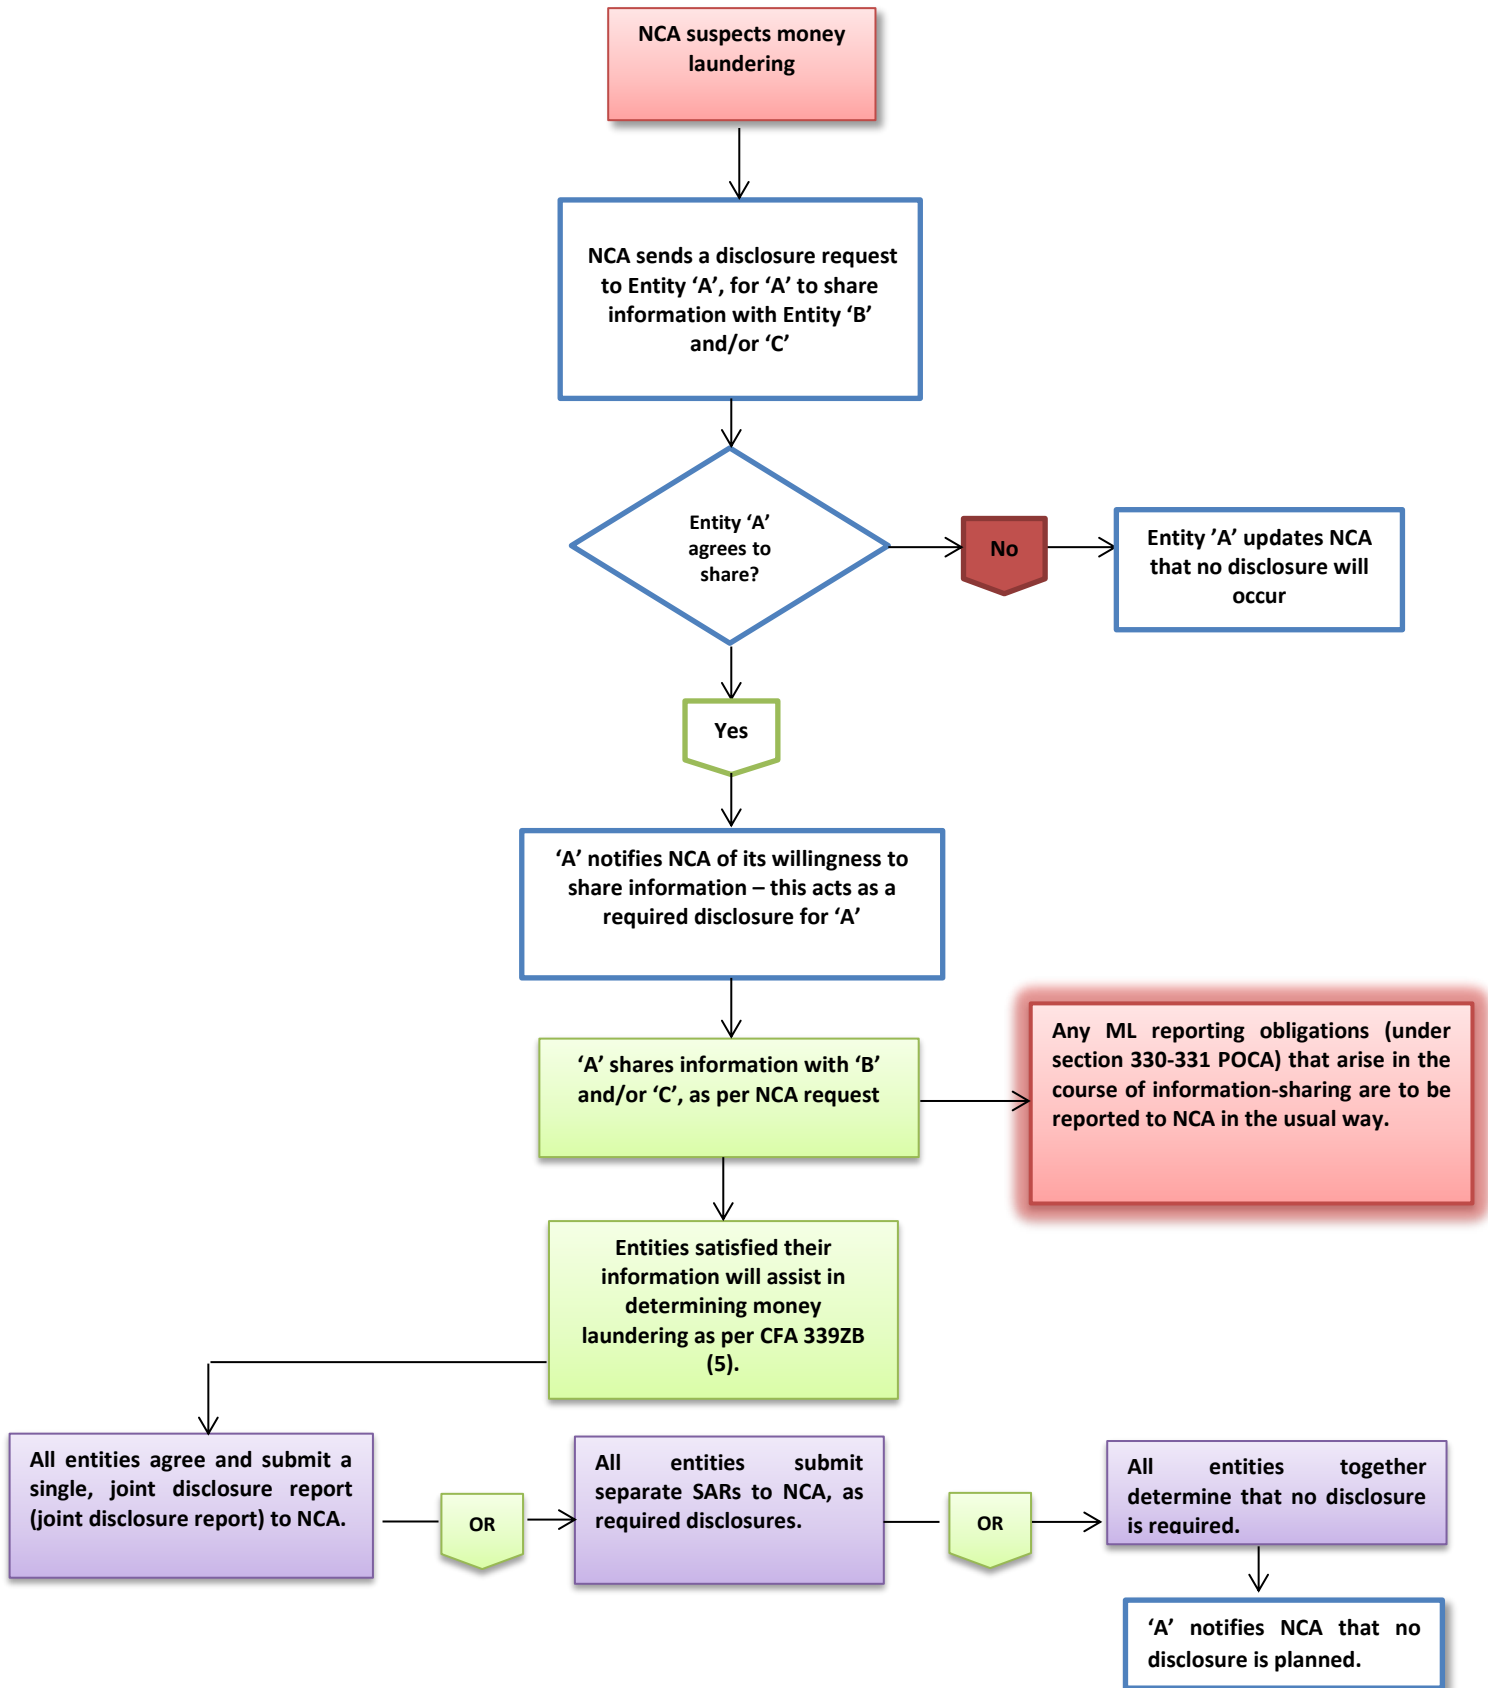 NCA suspects money
laundering
NCA sends a disclosure request
to Entity ‘A’, for ‘A’ to share
information with Entity ‘B’
and/or ‘C’
Entity ‘A’
agrees to
share?
No
Entity ’A’ updates NCA
that no disclosure will
occur
Yes
‘A’ notifies NCA of its willingness to
share information – this acts as a
required disclosure for ‘A’
‘A’ shares information with ‘B’
and/or ‘C’, as per NCA request
Any ML reporting obligations (under
section 330-331 POCA) that arise in the
course of information-sharing are to be
reported to NCA in the usual way.
Entities satisfied their
information will assist in
determining money
laundering as per CFA 339ZB
(5).
All entities agree and submit a
single, joint disclosure report
(joint disclosure report) to NCA.
OR
All entities submit
separate SARs to NCA, as
required disclosures.
OR
All entities together
determine that no disclosure
is required.
‘A’ notifies NCA that no
disclosure is planned.